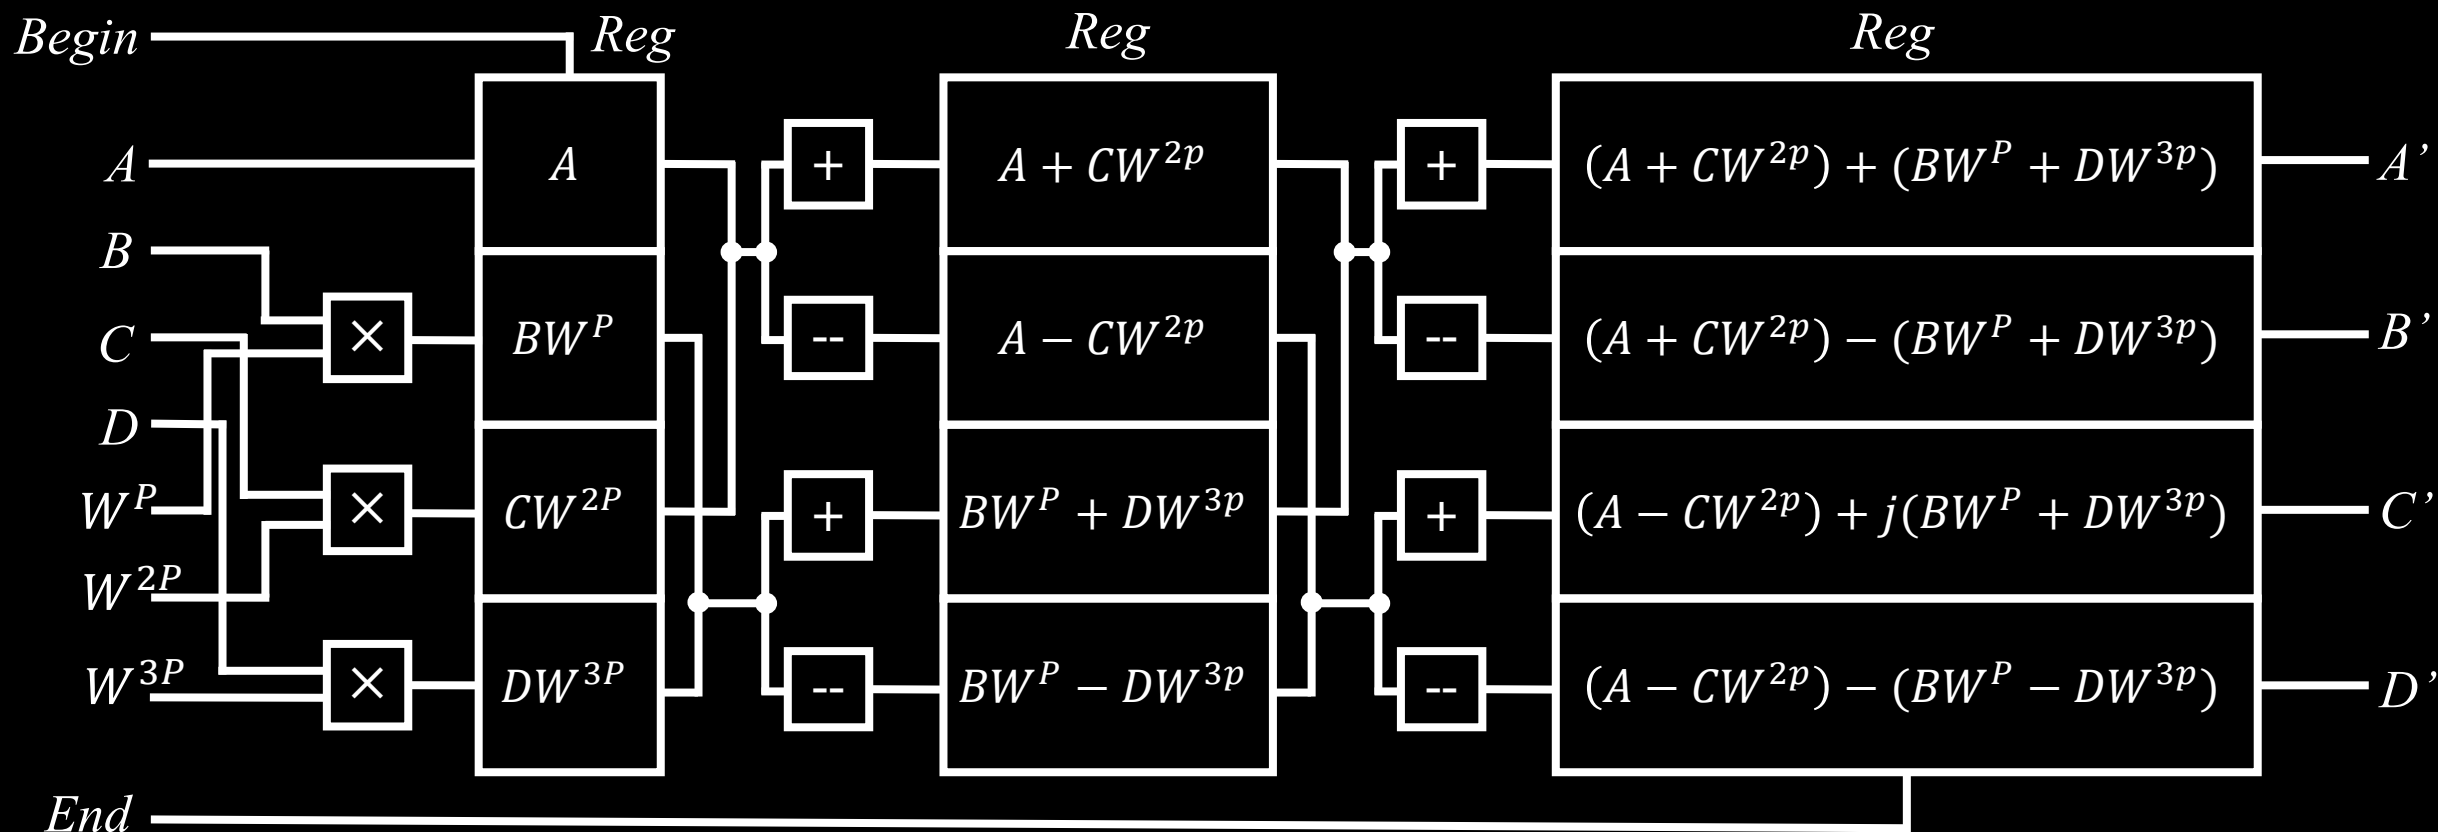 Begin
Reg
Reg
Reg
A
B
C
D
W^P
W^{2P}
W^{3P}
End
×
×
×
A
BW^P
CW^{2P}
DW^{3P}
+
--
+
--
A + CW^{2p}
A − CW^{2p}
BW^P + DW^{3p}
BW^P − DW^{3p}
+
--
+
--
(A + CW^{2p}) + (BW^P + DW^{3p})
(A + CW^{2p}) − (BW^P + DW^{3p})
(A − CW^{2p}) + j(BW^P + DW^{3p})
(A − CW^{2p}) − (BW^P − DW^{3p})
A’
B’
C’
D’